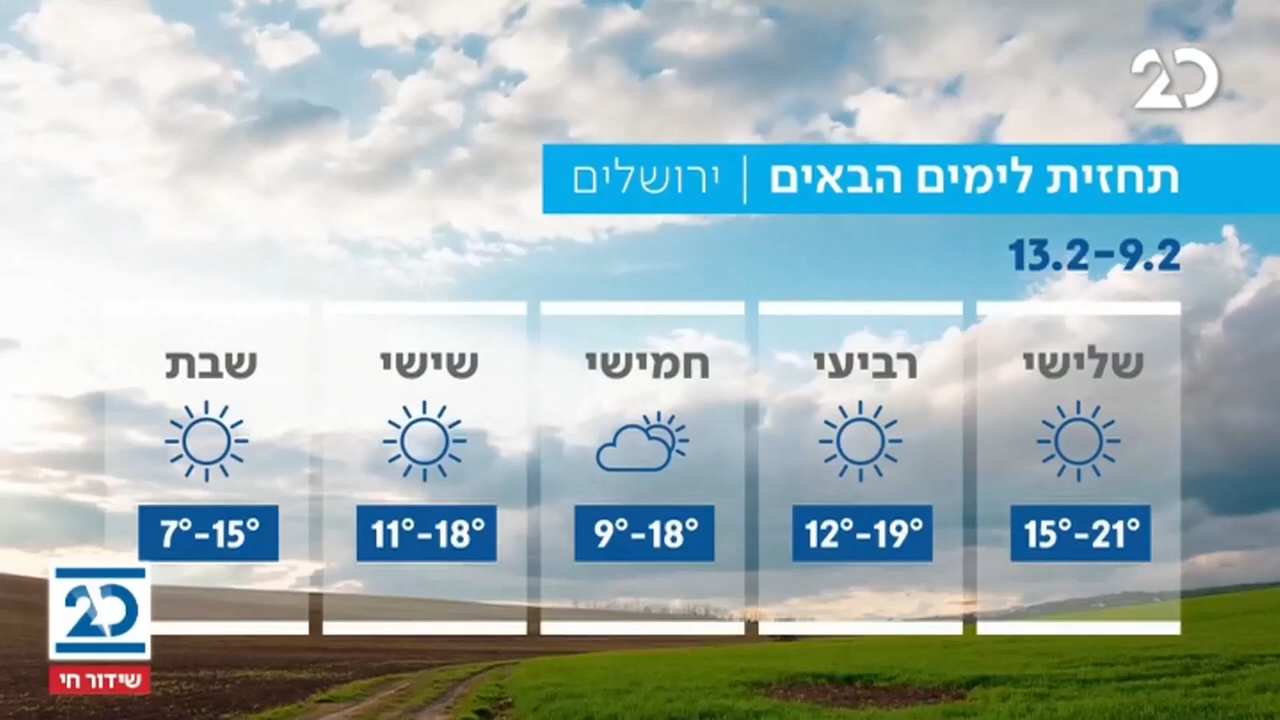 20
תחזית לימים הבאים | ירושלים
13.2-9.2
שלישי
15°-21°
רביעי
12°-19°
חמישי
9°-18°
שישי
11°-18°
שבת
7°-15°
20
שידור חי